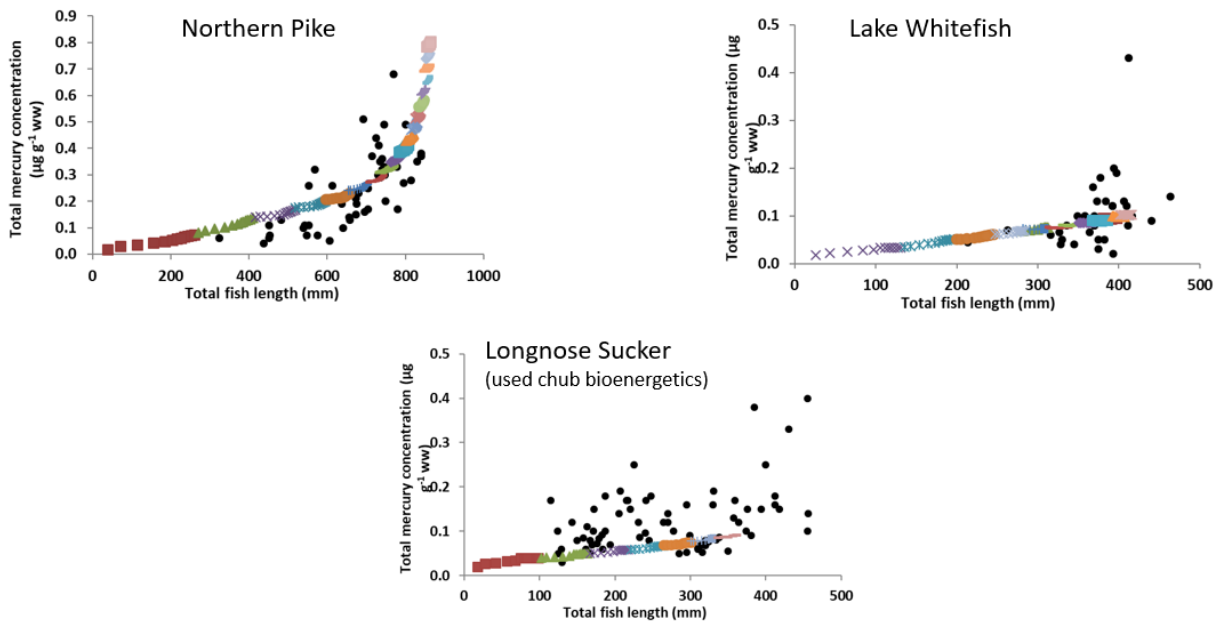 Northern Pike
Total mercury concentration
(µg g-1 ww)
0.9
0.8
0.7
0.6
0.5
0.4
0.3
0.2
0.1
0.0
0 200 400 600 800 1000
Total fish length (mm)
Lake Whitefish
Total mercury concentration (µg
g-1 ww)
0.5
0.4
0.3
0.2
0.1
0.0
0 100 200 300 400 500
Total fish length (mm)
Longnose Sucker
(used chub bioenergetics)
Total mercury concentration (µg
g-1 ww)
0.5
0.4
0.3
0.2
0.1
0.0
0 100 200 300 400 500
Total fish length (mm)